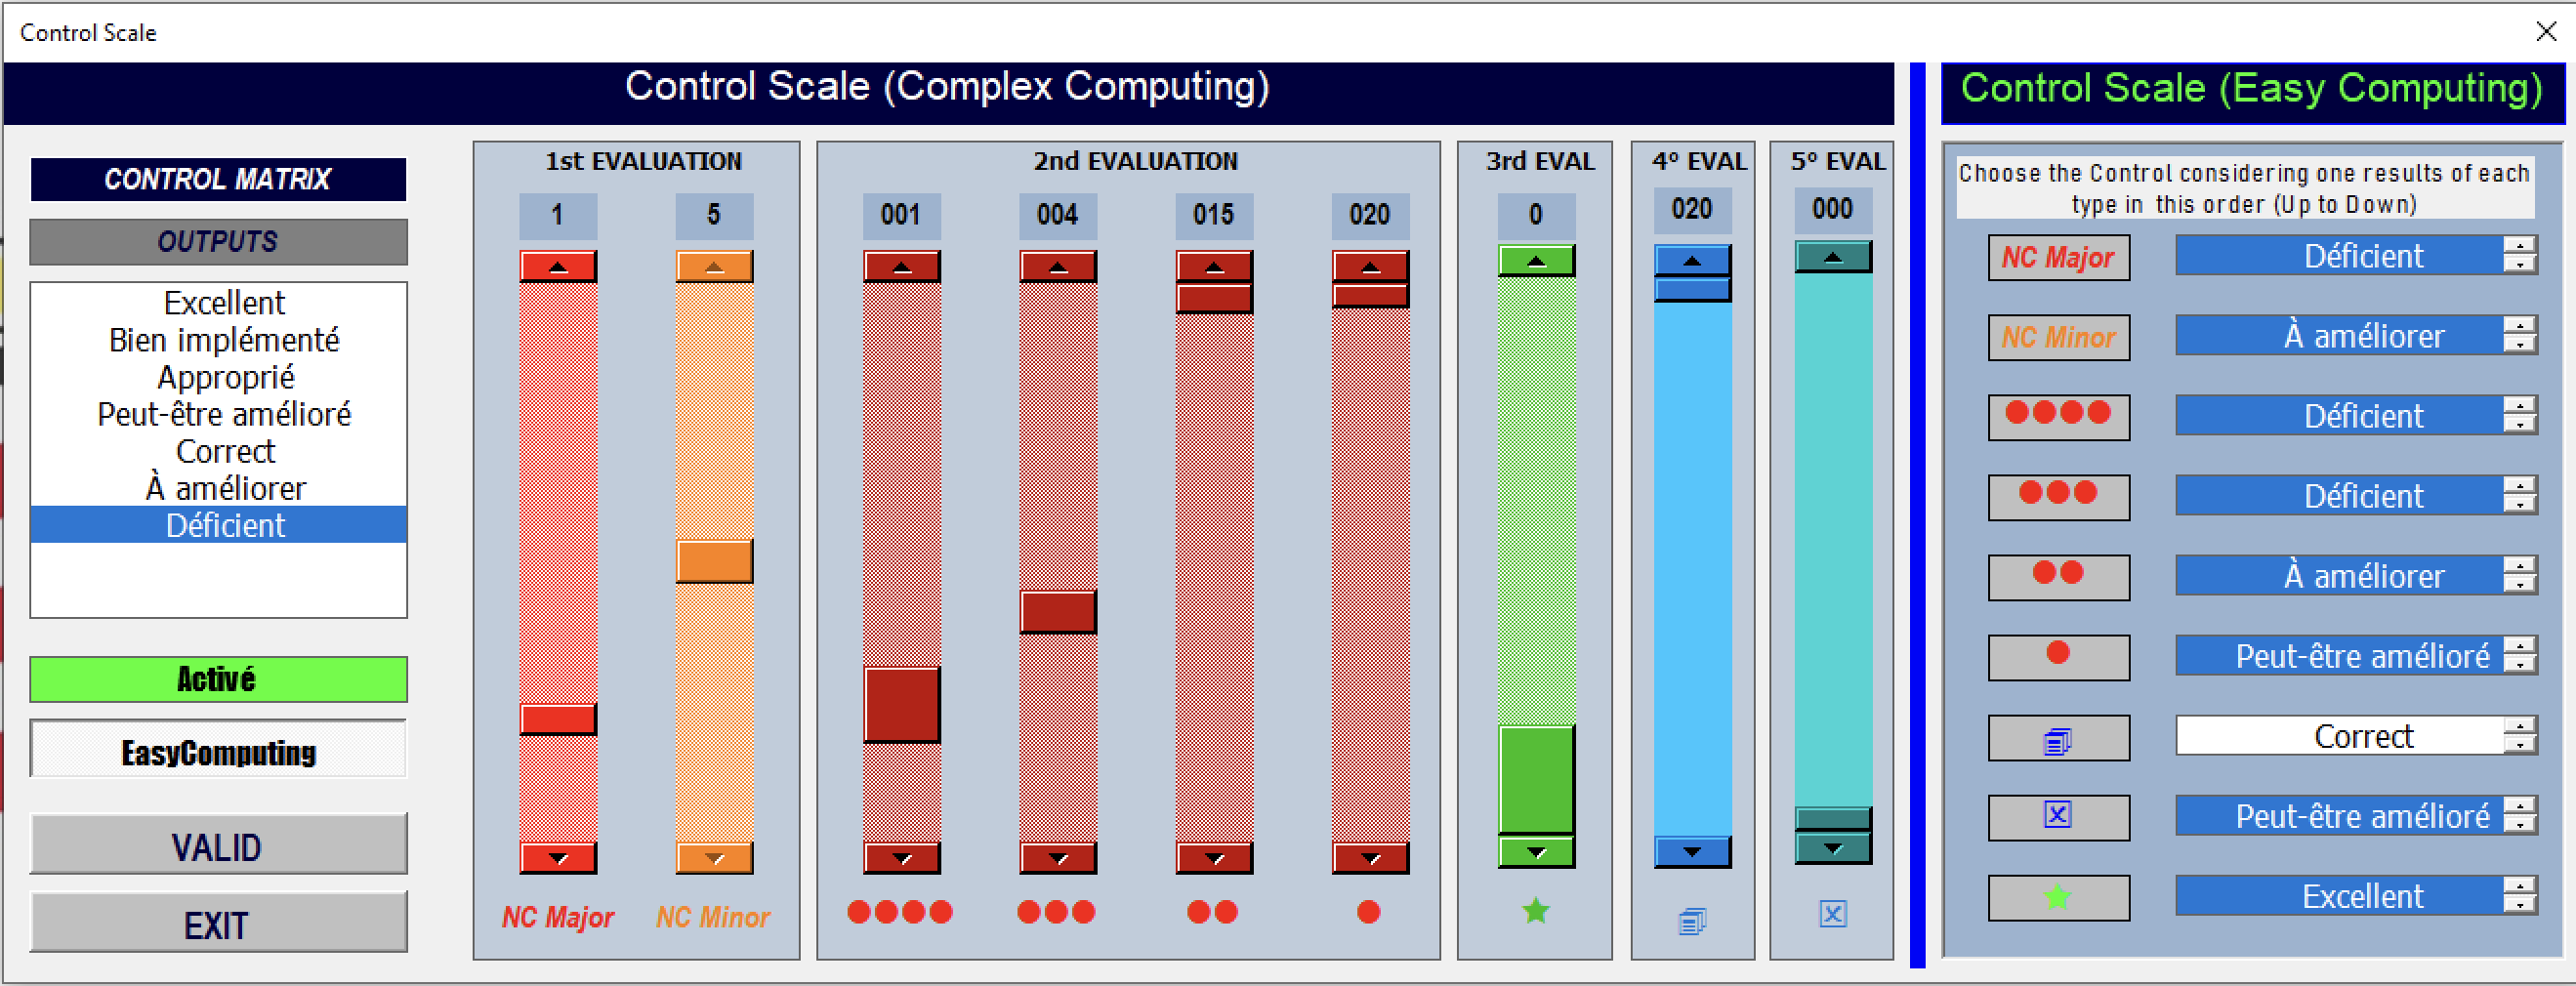 Control Scale
Control Scale (Complex Computing)
CONTROL MATRIX
OUTPUTS
Excellent
Bien implémenté
Approprié
Peut-être amélioré
Correct
À améliorer
Déficient
Activé
EasyComputing
VALID
EXIT
1st EVALUATION
1 5
NC Major NC Minor
2nd EVALUATION
001 004 015 020
3rd EVAL
0
4º EVAL
020
5º EVAL
000
Control Scale (Easy Computing)
Choose the Control considering one results of each
type in this order (Up to Down)
NC Major Déficient
NC Minor À améliorer
Déficient
Déficient
À améliorer
Peut-être amélioré
Correct
Peut-être amélioré
Excellent